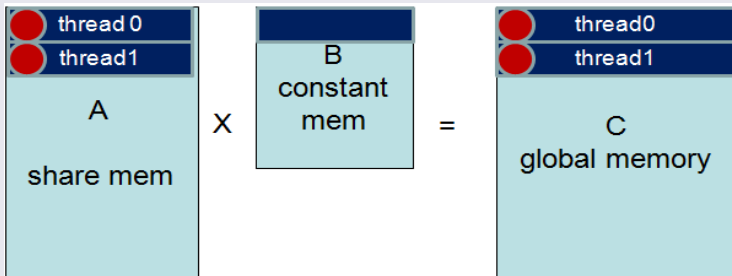 thread 0
thread1
A
share mem
X
B
constant
mem
=
thread0
thread1
C
global memory